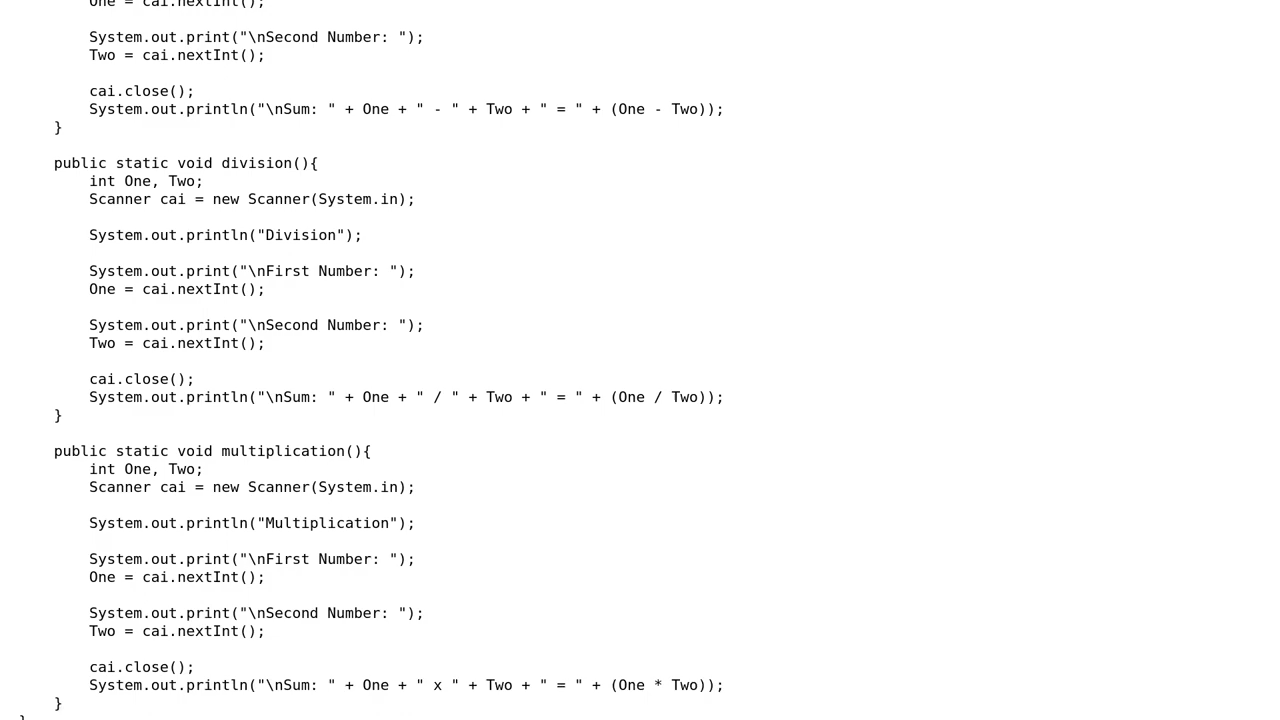 One = cai.nextInt();
System.out.print("\nSecond Number: ");
Two = cai.nextInt();
cai.close();
System.out.println("\nSum: " + One + " - " + Two + " = " + (One - Two));
}
public static void division(){
int One, Two;
Scanner cai = new Scanner(System.in);
System.out.println("Division");
System.out.print("\nFirst Number: ");
One = cai.nextInt();
System.out.print("\nSecond Number: ");
Two = cai.nextInt();
cai.close();
System.out.println("\nSum: " + One + " / " + Two + " = " + (One / Two));
}
public static void multiplication(){
int One, Two;
Scanner cai = new Scanner(System.in);
System.out.println("Multiplication");
System.out.print("\nFirst Number: ");
One = cai.nextInt();
System.out.print("\nSecond Number: ");
Two = cai.nextInt();
cai.close();
System.out.println("\nSum: " + One + " x " + Two + " = " + (One * Two));
}
}